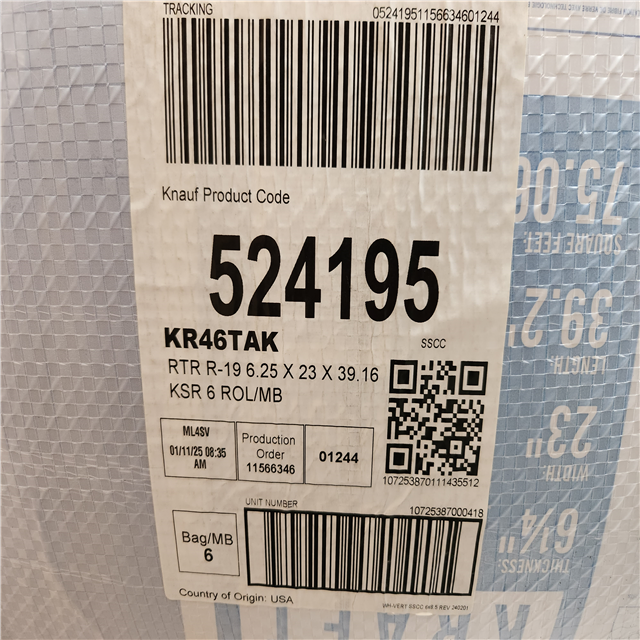 TRACKING
05241951156634601244
Knauf Product Code
524195
KR46TAK
SSCC
RTR R-19 6.25 X 23 X 39.16
KSR 6 ROL/MB
107253870111435512
ML4SV
01/11/25 08:35
AM
Production
Order
11566346
01244
UNIT NUMBER
10725387000418
Bag/MB
6
Country of Origin: USA
THICKNESS:
6¼"
WIDTH:
23"
LENGTH:
39.2'
SQUARE FEET:
75.06